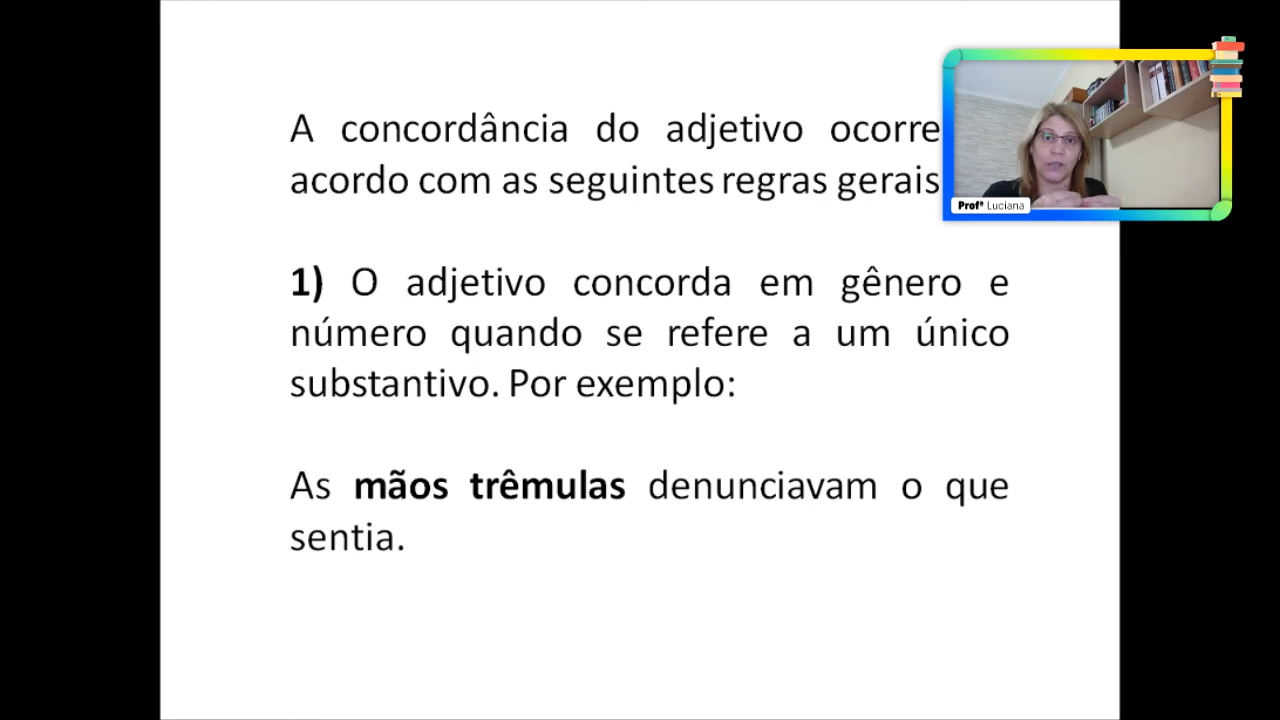 A concordância do adjetivo ocorre
acordo com as seguintes regras gerais
1) O adjetivo concorda em gênero e
número quando se refere a um único
substantivo. Por exemplo:
As mãos trêmulas denunciavam o que
sentia.
Profª Luciana